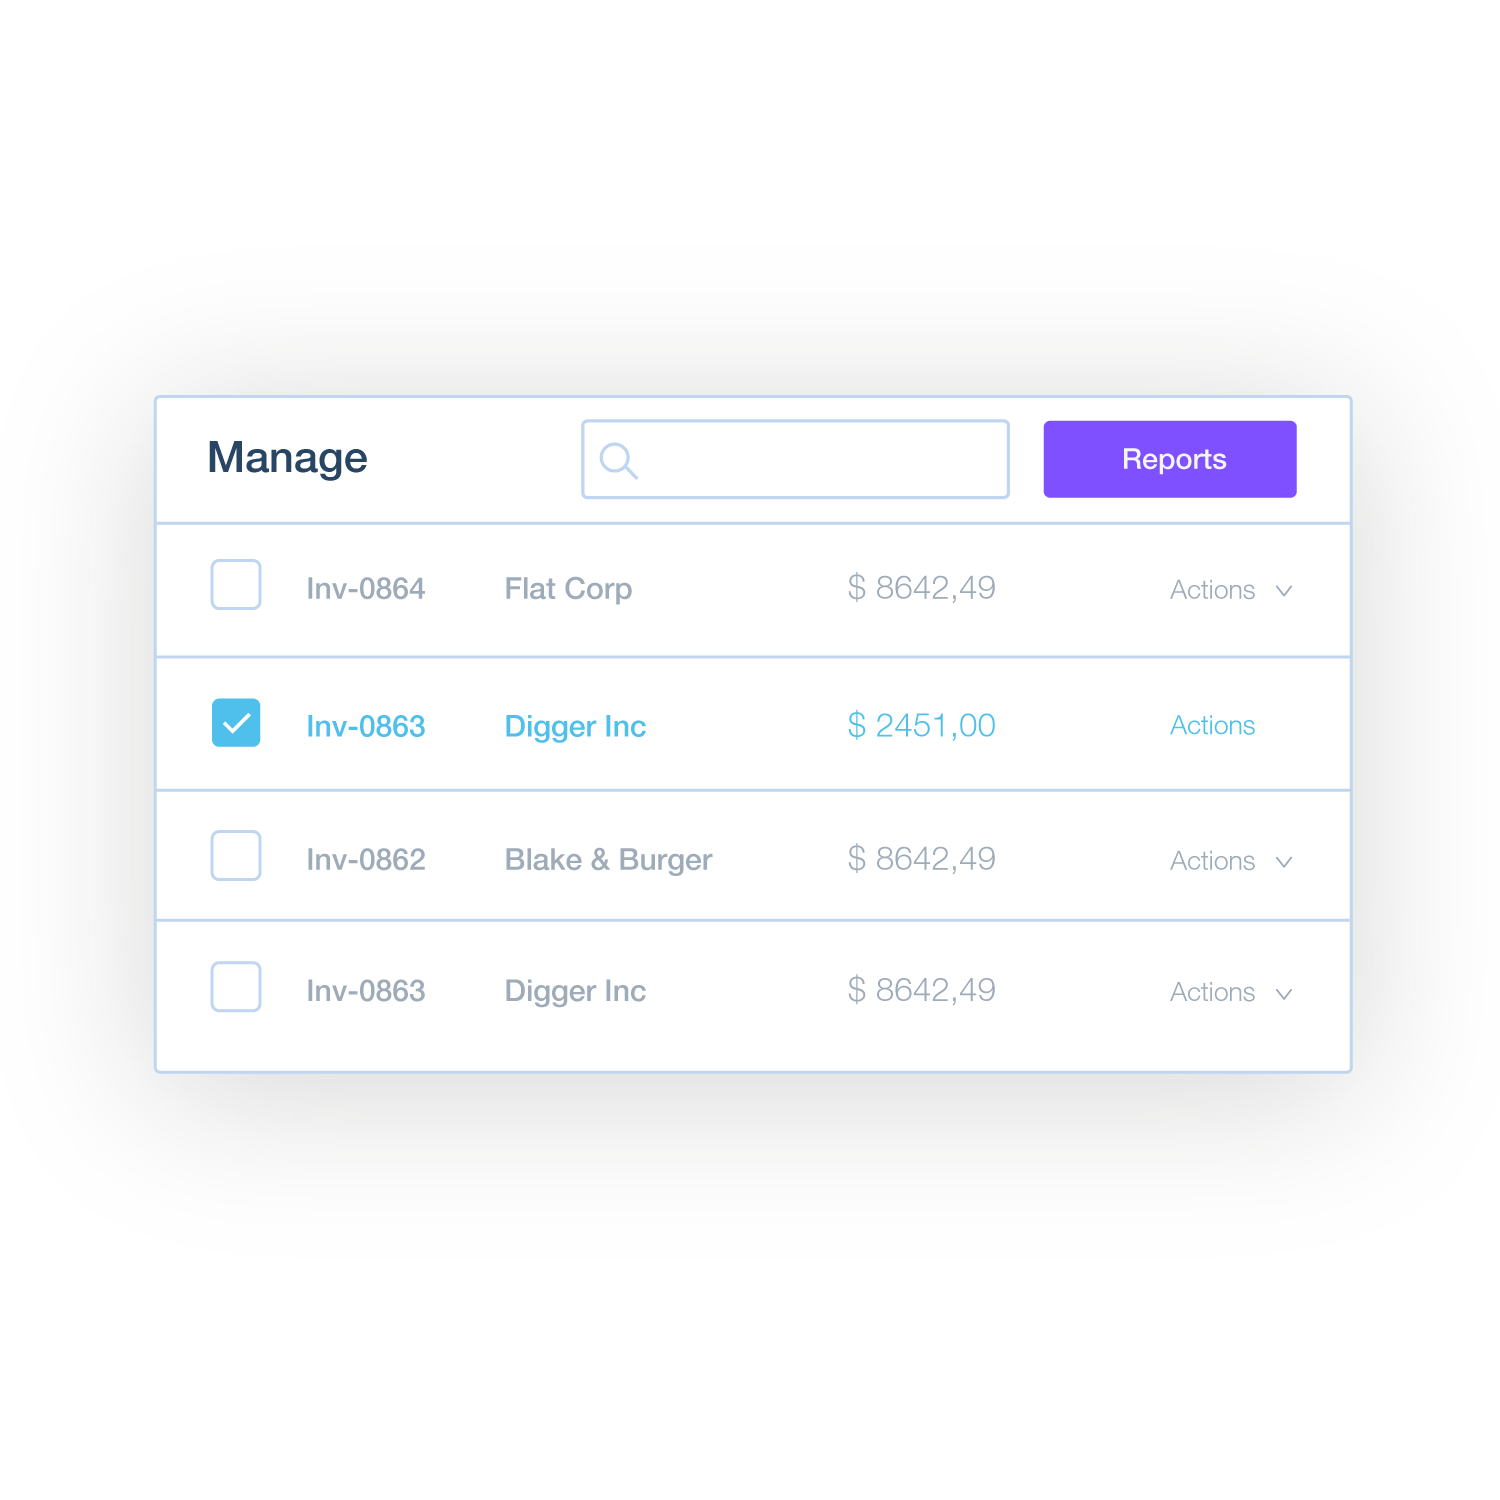 Manage Reports
Inv-0864 Flat Corp $ 8642,49 Actions
Inv-0863 Digger Inc $ 2451,00 Actions
Inv-0862 Blake & Burger $ 8642,49 Actions
Inv-0863 Digger Inc $ 8642,49 Actions